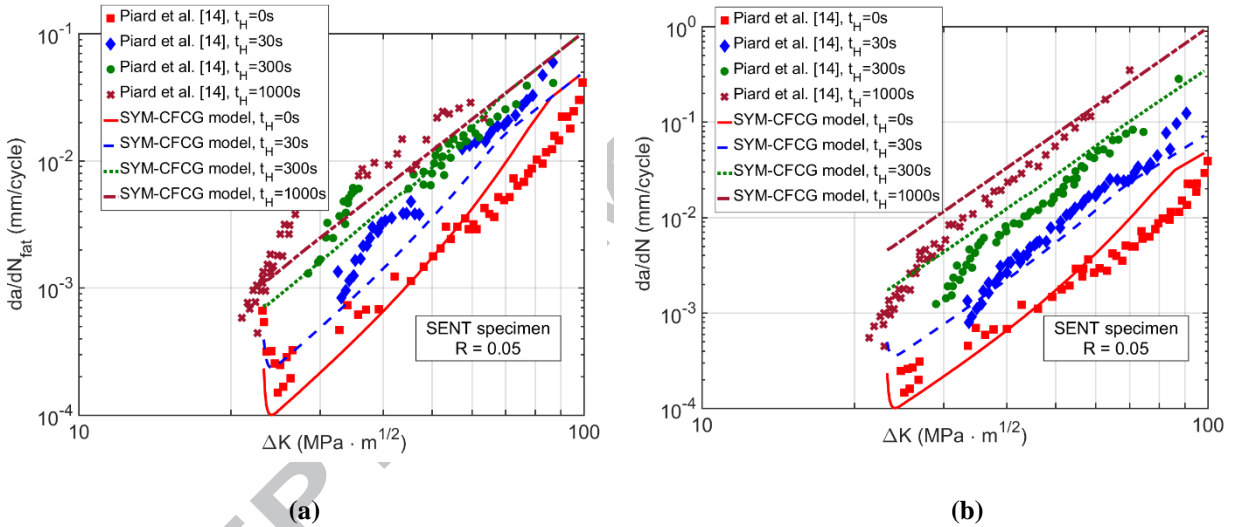 Piard et al. [14], t_H=0s
Piard et al. [14], t_H=30s
Piard et al. [14], t_H=300s
Piard et al. [14], t_H=1000s
SYM-CFCG model, t_H=0s
SYM-CFCG model, t_H=30s
SYM-CFCG model, t_H=300s
SYM-CFCG model, t_H=1000s
da/dN_fat (mm/cycle)
10^-1
10^-2
10^-3
10^-4
SENT specimen
R = 0.05
10
20
100
ΔK (MPa · m^1/2)
(a)
Piard et al. [14], t_H=0s
Piard et al. [14], t_H=30s
Piard et al. [14], t_H=300s
Piard et al. [14], t_H=1000s
SYM-CFCG model, t_H=0s
SYM-CFCG model, t_H=30s
SYM-CFCG model, t_H=300s
SYM-CFCG model, t_H=1000s
da/dN (mm/cycle)
10^0
10^-1
10^-2
10^-3
10^-4
SENT specimen
R = 0.05
10
20
100
ΔK (MPa · m^1/2)
(b)